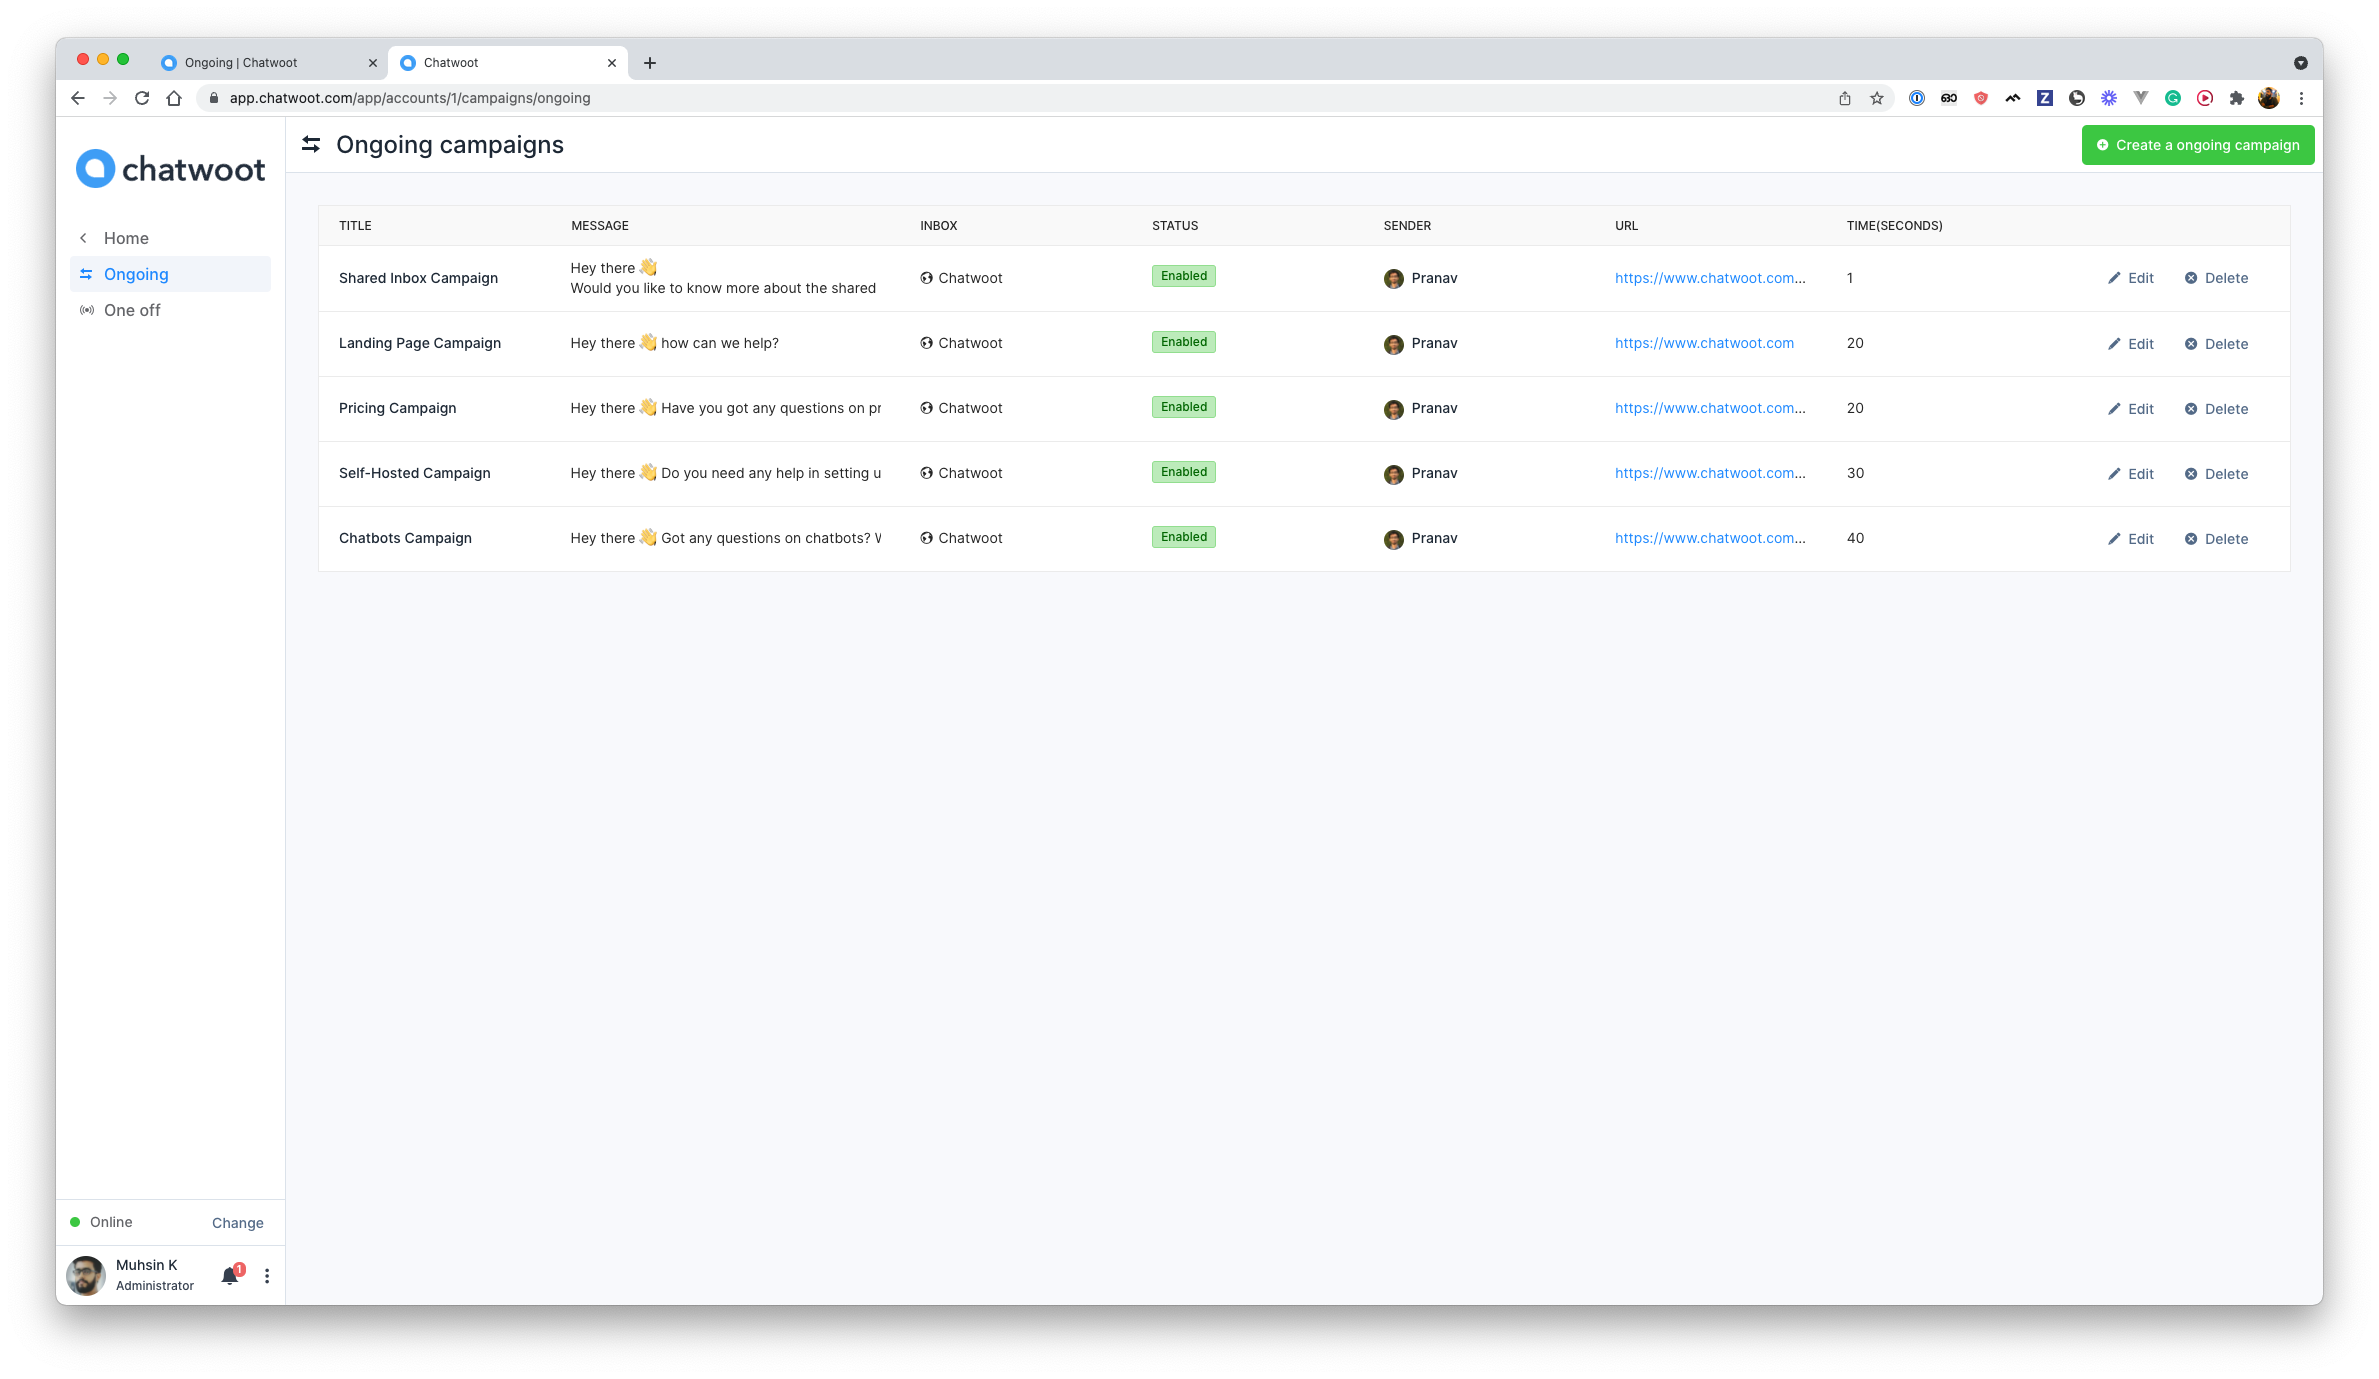 Ongoing | Chatwoot
Chatwoot
app.chatwoot.com/app/accounts/1/campaigns/ongoing
chatwoot
Home
Ongoing
One off
Ongoing campaigns
Create a ongoing campaign
TITLE MESSAGE INBOX STATUS SENDER URL TIME(SECONDS)
Shared Inbox Campaign Hey there 👋 Chatwoot Enabled Pranav https://www.chatwoot.com... 1 Edit Delete
Would you like to know more about the shared
Landing Page Campaign Hey there 👋 how can we help? Chatwoot Enabled Pranav https://www.chatwoot.com 20 Edit Delete
Pricing Campaign Hey there 👋 Have you got any questions on pr Chatwoot Enabled Pranav https://www.chatwoot.com... 20 Edit Delete
Self-Hosted Campaign Hey there 👋 Do you need any help in setting u Chatwoot Enabled Pranav https://www.chatwoot.com... 30 Edit Delete
Chatbots Campaign Hey there 👋 Got any questions on chatbots? Chatwoot Enabled Pranav https://www.chatwoot.com... 40 Edit Delete
Online Change
Muhsin K
Administrator
1